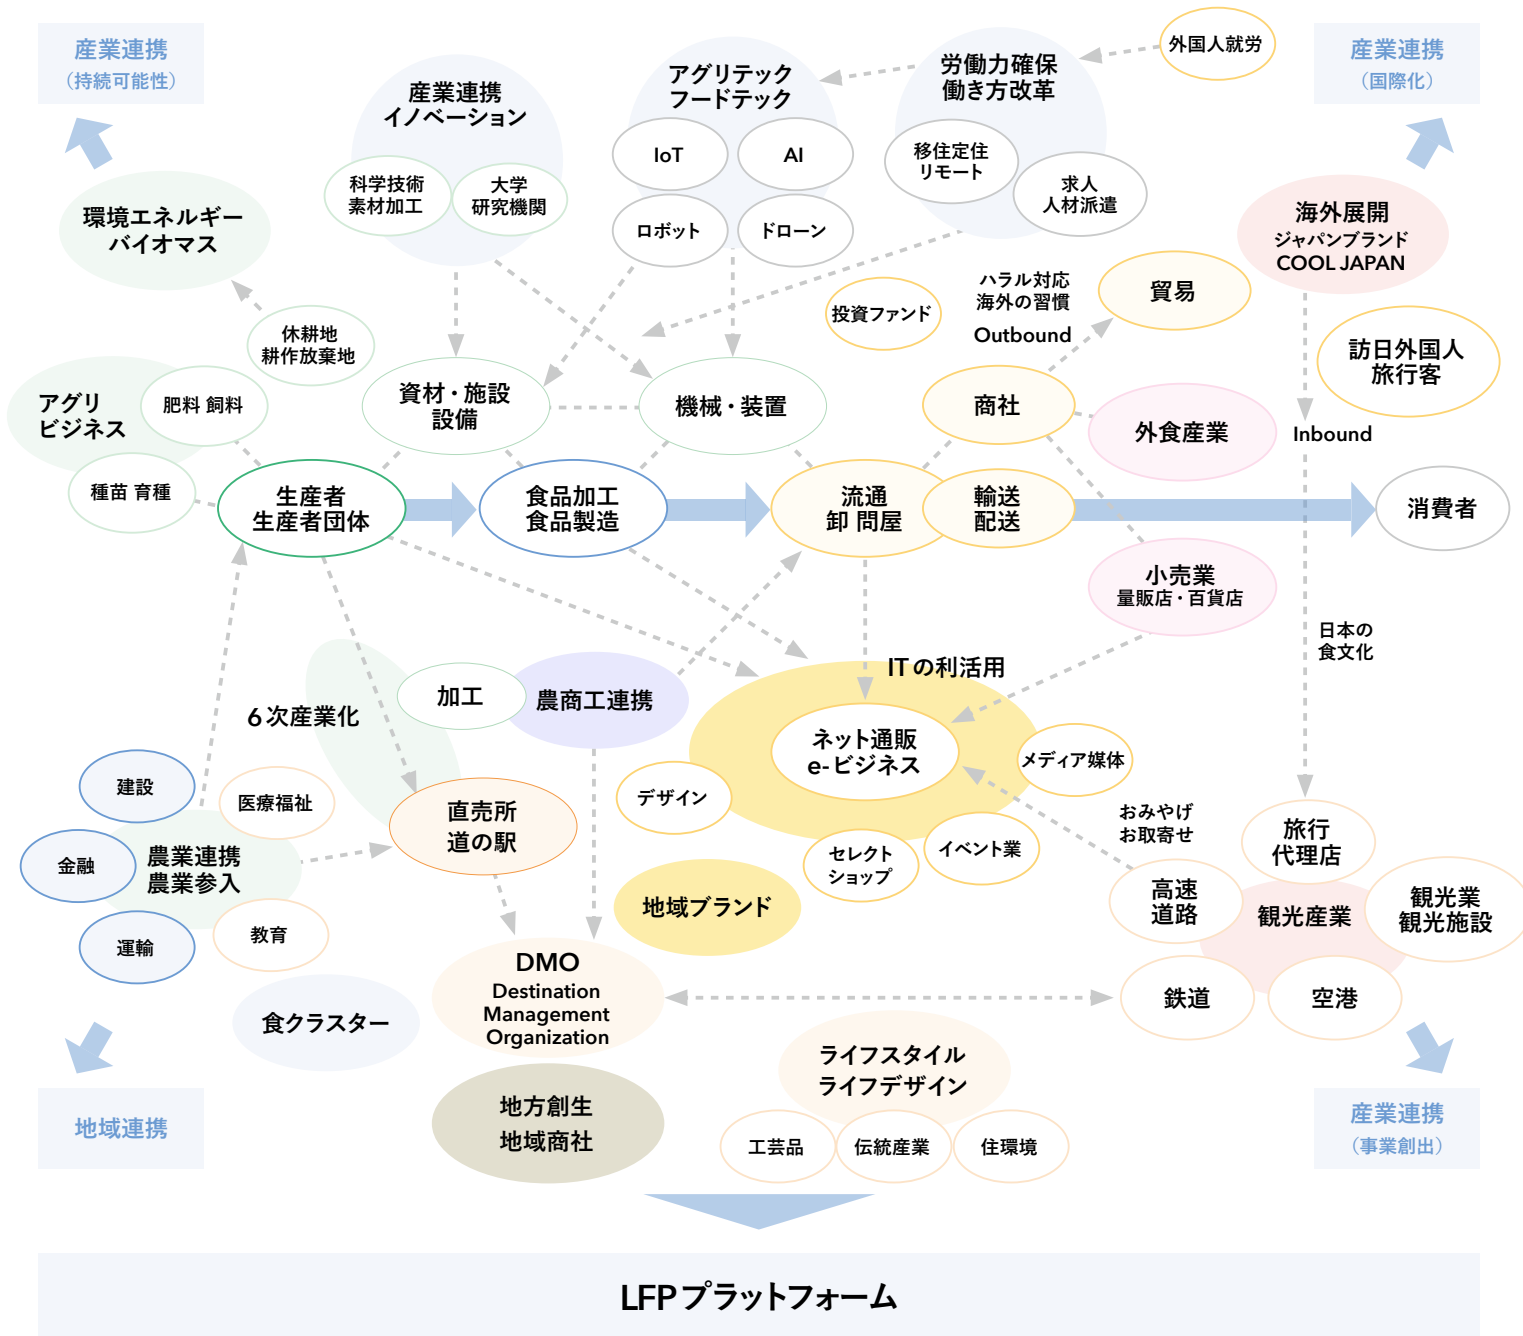 産業連携
（持続可能性）
産業連携
イノベーション
科学技術
素材加工
大学
研究機関
アグリテック
フードテック
IoT
AI
ロボット
ドローン
労働力確保
働き方改革
移住定住
リモート
求人
人材派遣
外国人就労
産業連携
（国際化）
環境エネルギー
バイオマス
休耕地
耕作放棄地
海外展開
ジャパンブランド
COOL JAPAN
投資ファンド
ハラル対応
海外の習慣
Outbound
貿易
訪日外国人
旅行客
アグリ
ビジネス
肥料 飼料
種苗 育種
資材・施設
設備
機械・装置
商社
外食産業
Inbound
生産者
生産者団体
食品加工
食品製造
流通
卸 問屋
輸送
配送
消費者
小売業
量販店・百貨店
日本の
食文化
6次産業化
加工
農商工連携
ITの利活用
ネット通販
e-ビジネス
メディア媒体
デザイン
セレクト
ショップ
イベント業
おみやげ
お取寄せ
建設
医療福祉
金融
農業連携
農業参入
運輸
教育
直売所
道の駅
地域ブランド
旅行
代理店
高速
道路
観光産業
観光業
観光施設
鉄道
空港
食クラスター
DMO
Destination
Management
Organization
ライフスタイル
ライフデザイン
工芸品
伝統産業
住環境
地方創生
地域商社
地域連携
産業連携
（事業創出）
LFPプラットフォーム